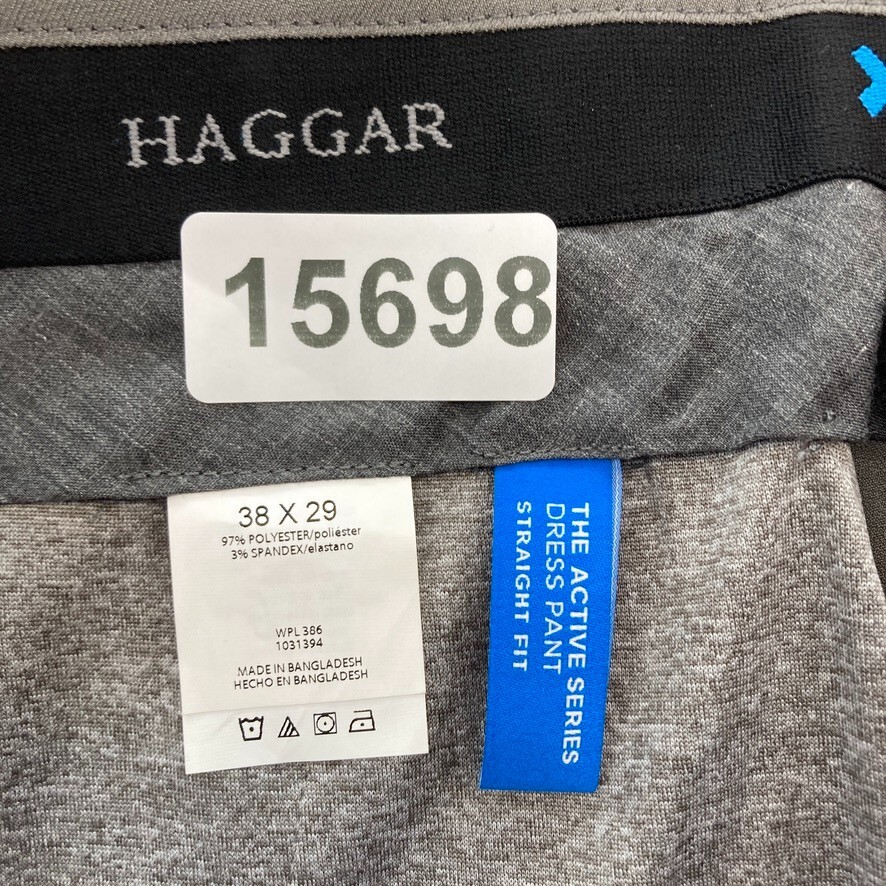 HAGGAR
15698
38 X 29
97% POLYESTER/poliéster
3% SPANDEX/elastano
WPL 386
1031394
MADE IN BANGLADESH
HECHO EN BANGLADESH
THE ACTIVE SERIES
DRESS PANT
STRAIGHT FIT